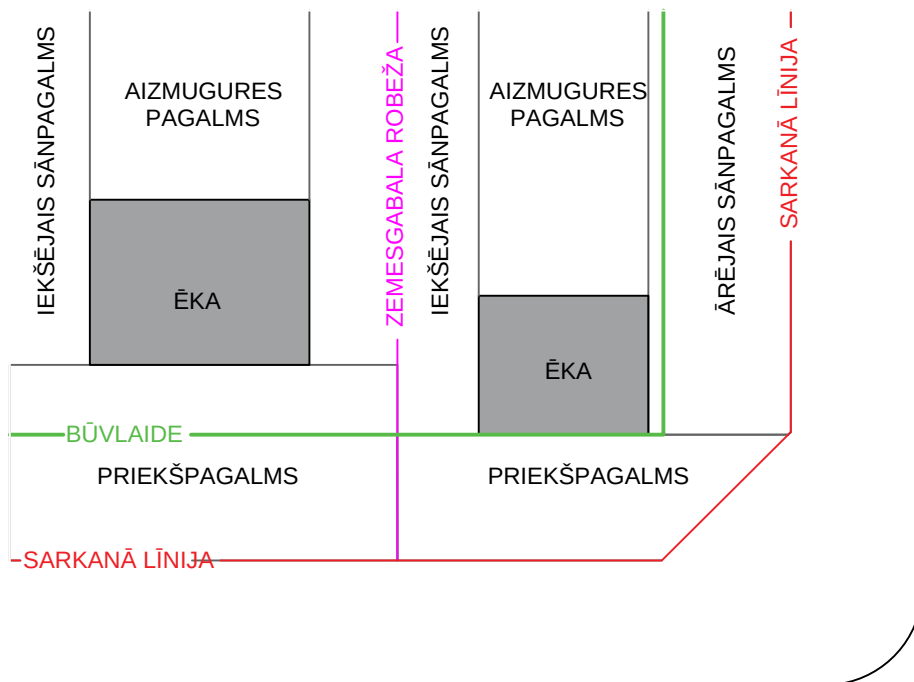 IEKŠĒJAIS SĀNPAGALMS
AIZMUGURES
PAGALMS
ZEMESGABALA ROBEŽA
IEKŠĒJAIS SĀNPAGALMS
AIZMUGURES
PAGALMS
ĀRĒJAIS SĀNPAGALMS
SARKANĀ LĪNIJA
ĒKA
ĒKA
BŪVLAIDE
PRIEKŠPAGALMS
PRIEKŠPAGALMS
SARKANĀ LĪNIJA